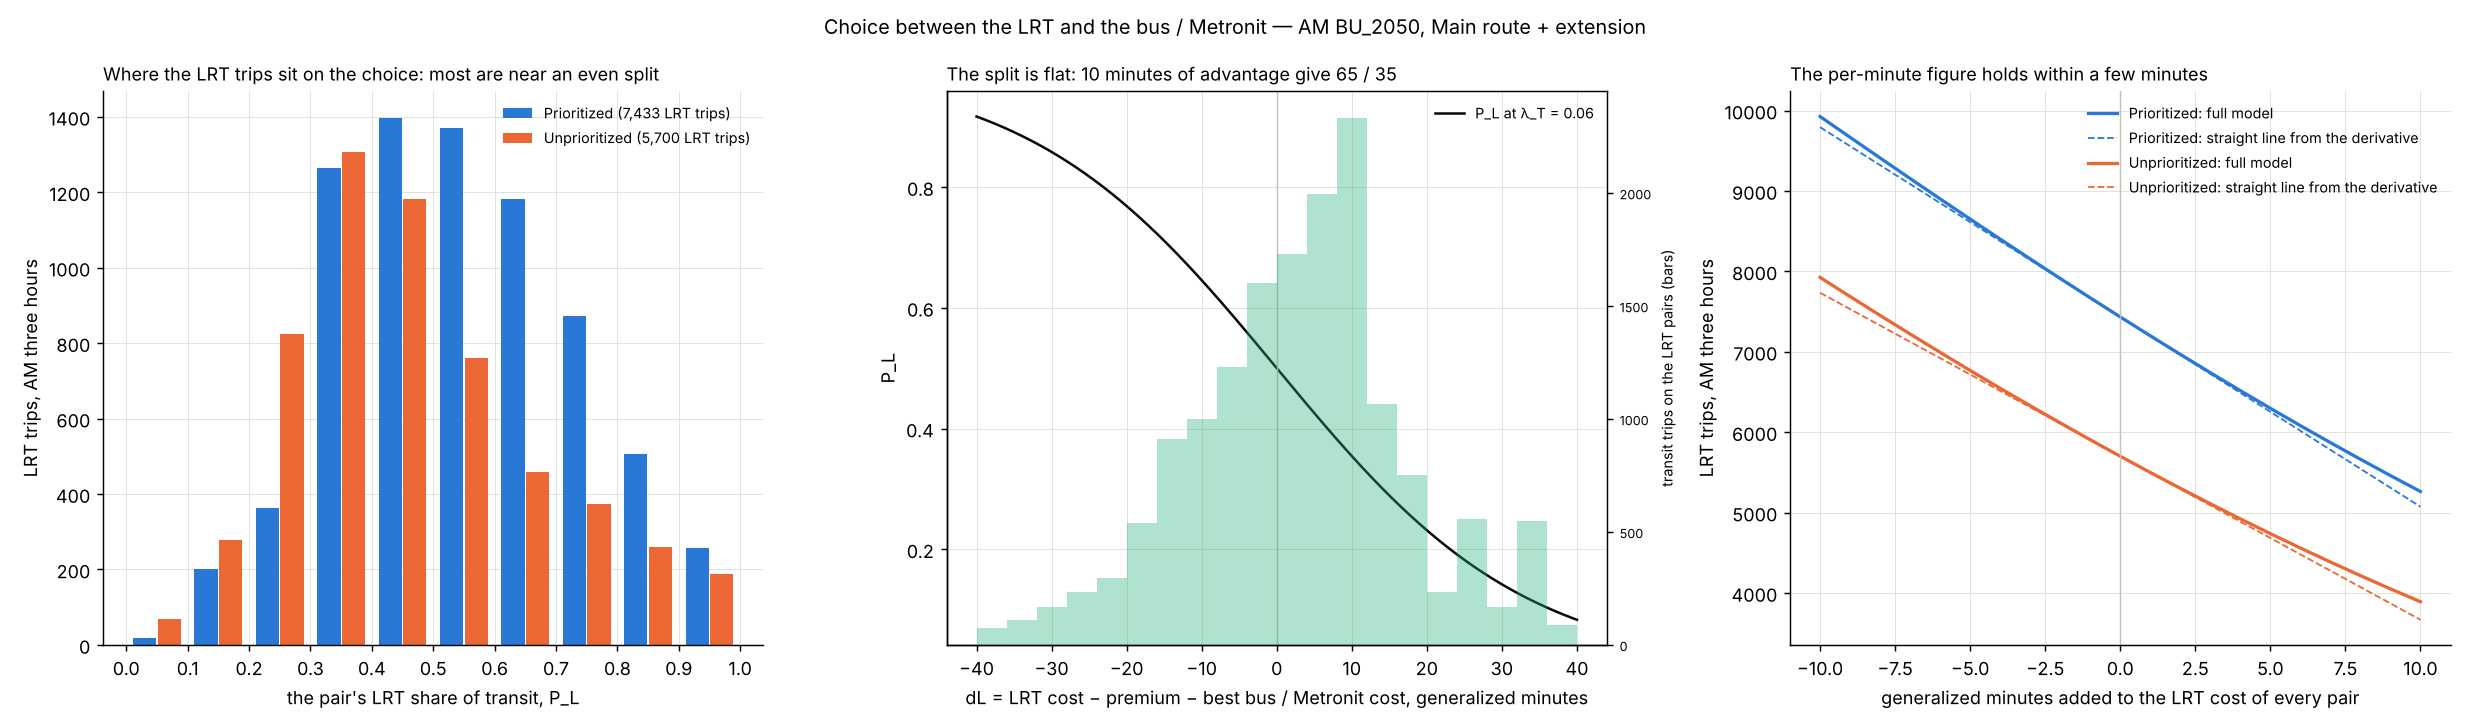 Choice between the LRT and the bus / Metronit — AM BU_2050, Main route + extension
Where the LRT trips sit on the choice: most are near an even split
Prioritized (7,433 LRT trips)
Unprioritized (5,700 LRT trips)
LRT trips, AM three hours
1400
1200
1000
800
600
400
200
0
0.0 0.1 0.2 0.3 0.4 0.5 0.6 0.7 0.8 0.9 1.0
the pair's LRT share of transit, P_L
The split is flat: 10 minutes of advantage give 65 / 35
P_L at λ_T = 0.06
P_L
0.8
0.6
0.4
0.2
2000
1500
1000
500
0
transit trips on the LRT pairs (bars)
−40 −30 −20 −10 0 10 20 30 40
dL = LRT cost − premium − best bus / Metronit cost, generalized minutes
The per-minute figure holds within a few minutes
Prioritized: full model
Prioritized: straight line from the derivative
Unprioritized: full model
Unprioritized: straight line from the derivative
LRT trips, AM three hours
10000
9000
8000
7000
6000
5000
4000
−10.0 −7.5 −5.0 −2.5 0.0 2.5 5.0 7.5 10.0
generalized minutes added to the LRT cost of every pair